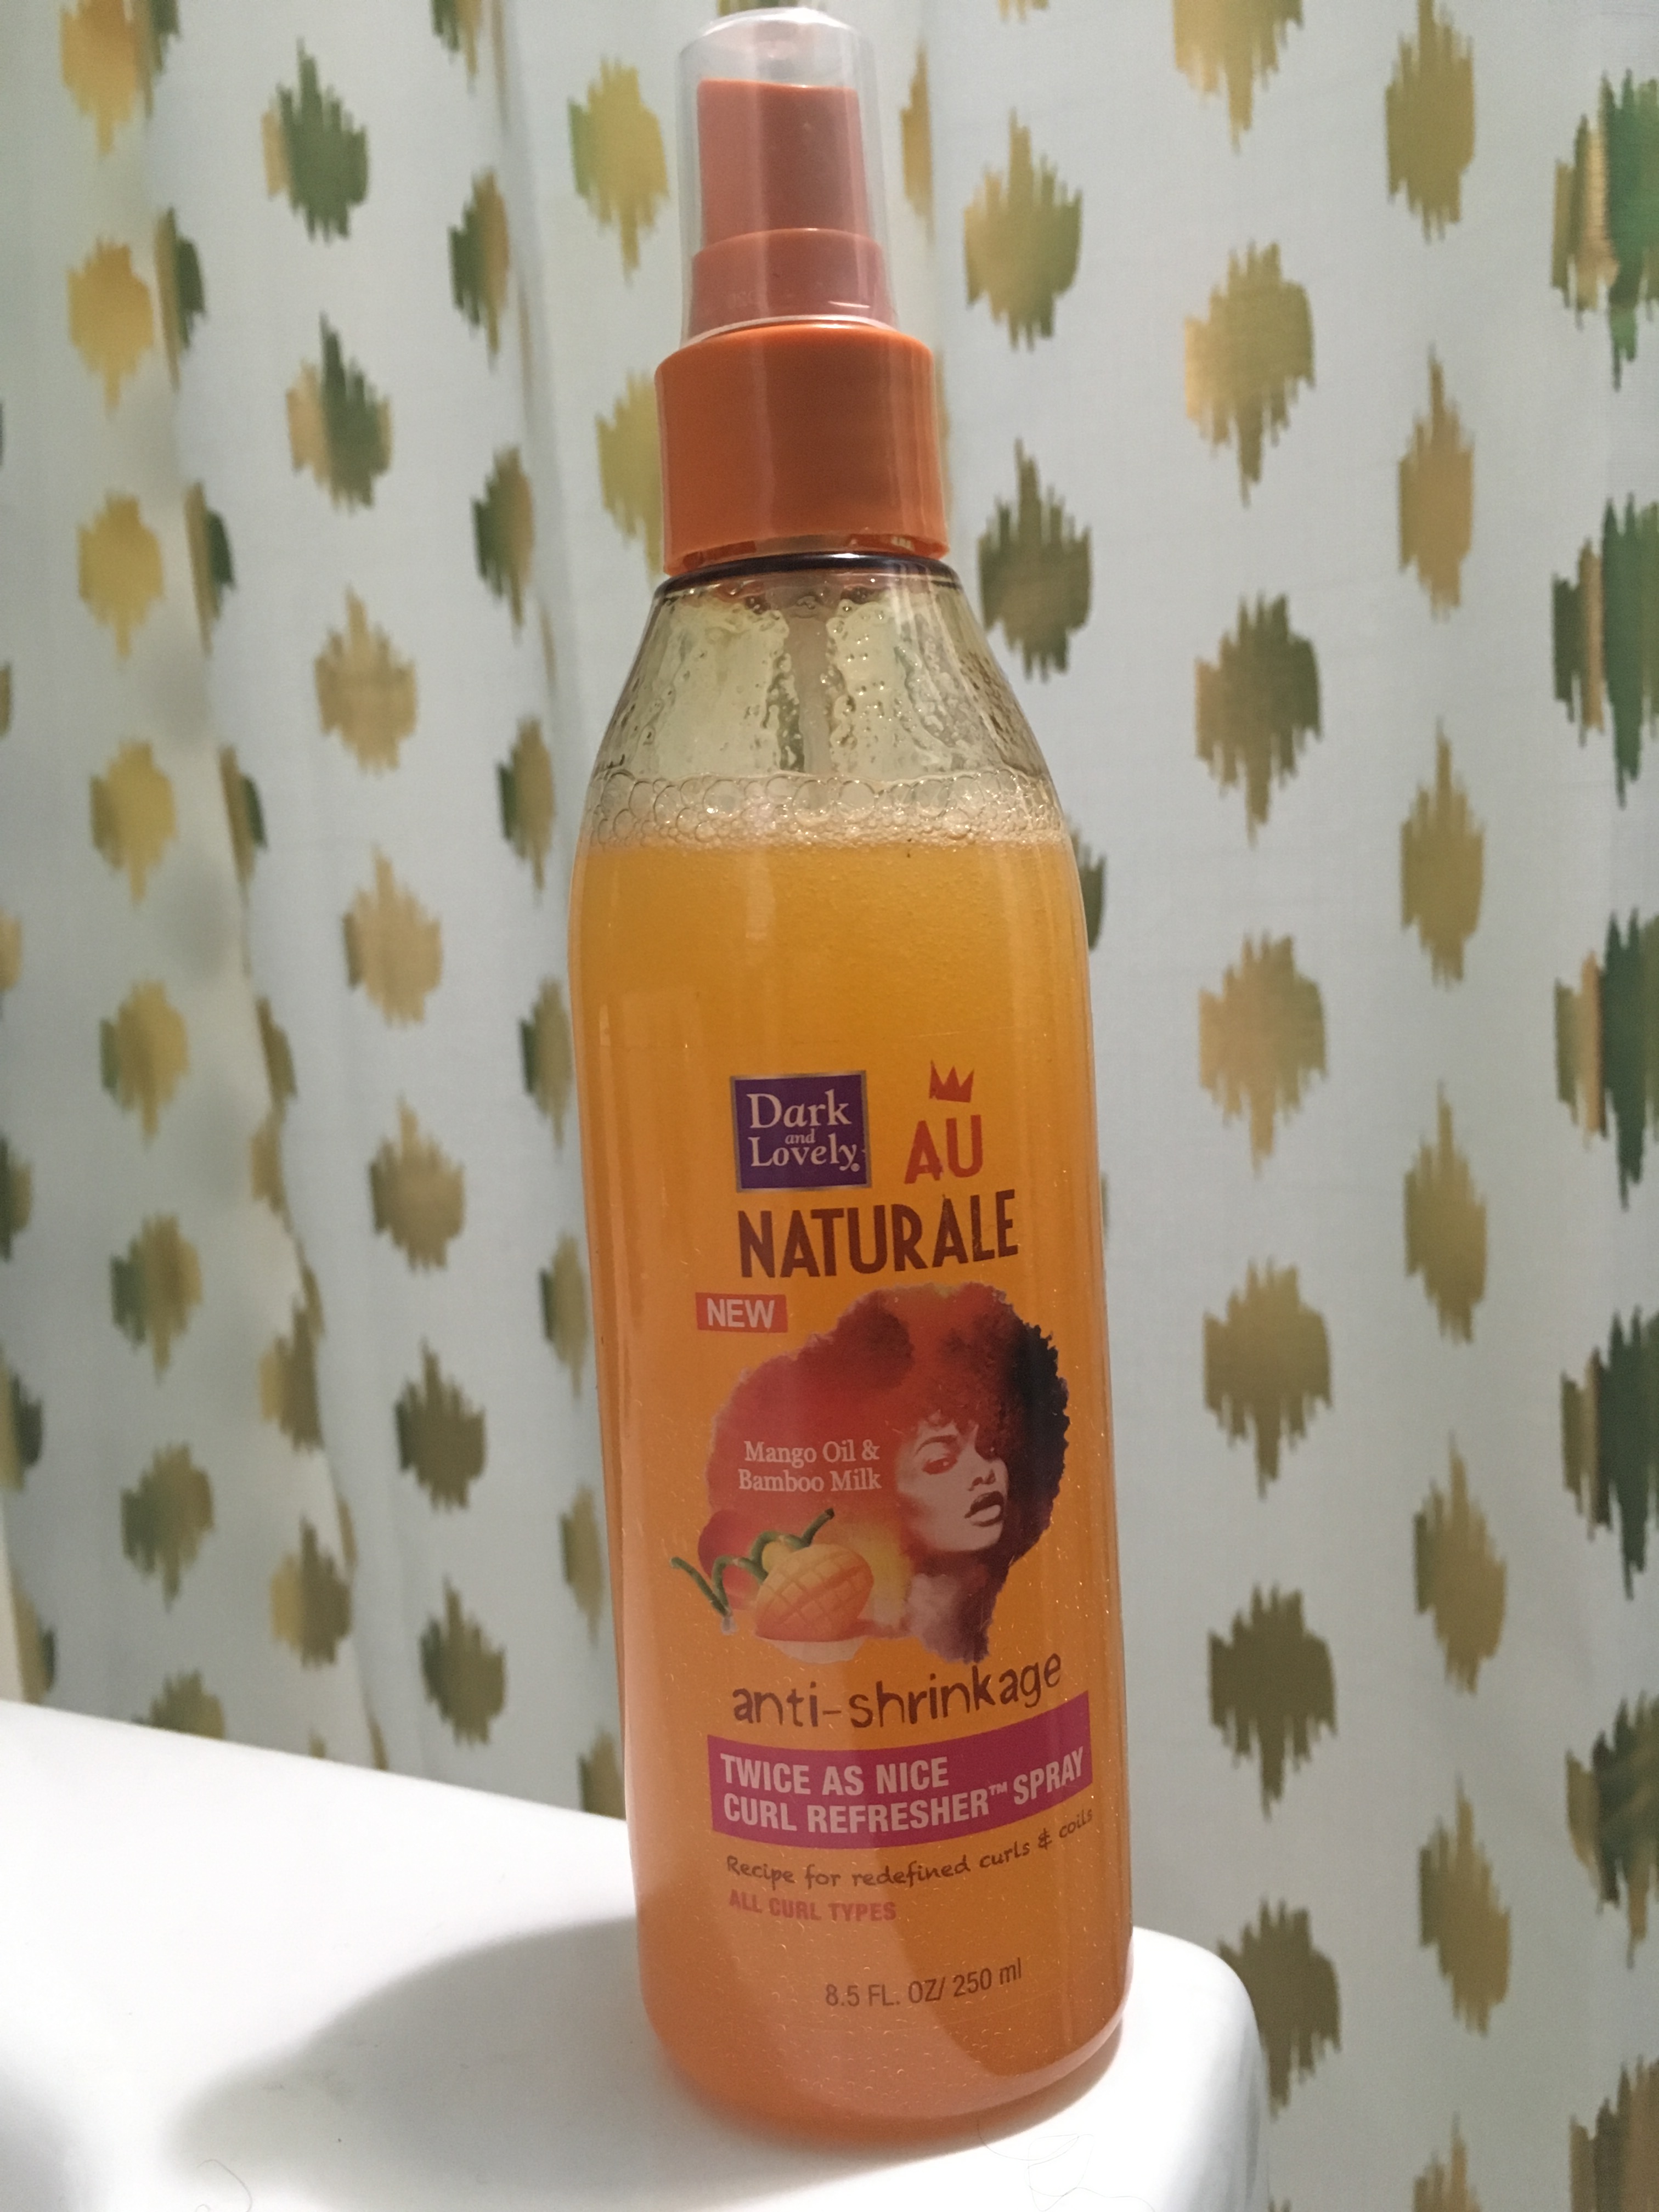 Dark
and
Lovely®
AU
NATURALE
NEW
Mango Oil &
Bamboo Milk
anti-shrinkage
TWICE AS NICE
CURL REFRESHER™ SPRAY
Recipe for redefined curls & coils
ALL CURL TYPES
8.5 FL. OZ/ 250 ml